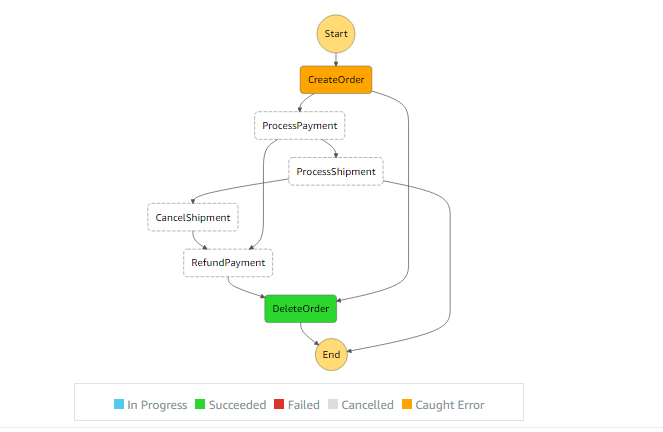 Start
CreateOrder
ProcessPayment
ProcessShipment
CancelShipment
RefundPayment
DeleteOrder
End
In Progress Succeeded Failed Cancelled Caught Error